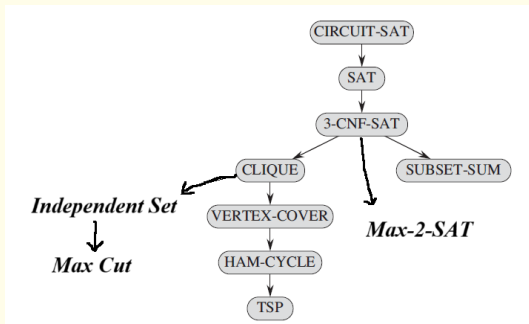 CIRCUIT-SAT
SAT
3-CNF-SAT
CLIQUE
SUBSET-SUM
Independent Set
VERTEX-COVER
Max-2-SAT
Max Cut
HAM-CYCLE
TSP